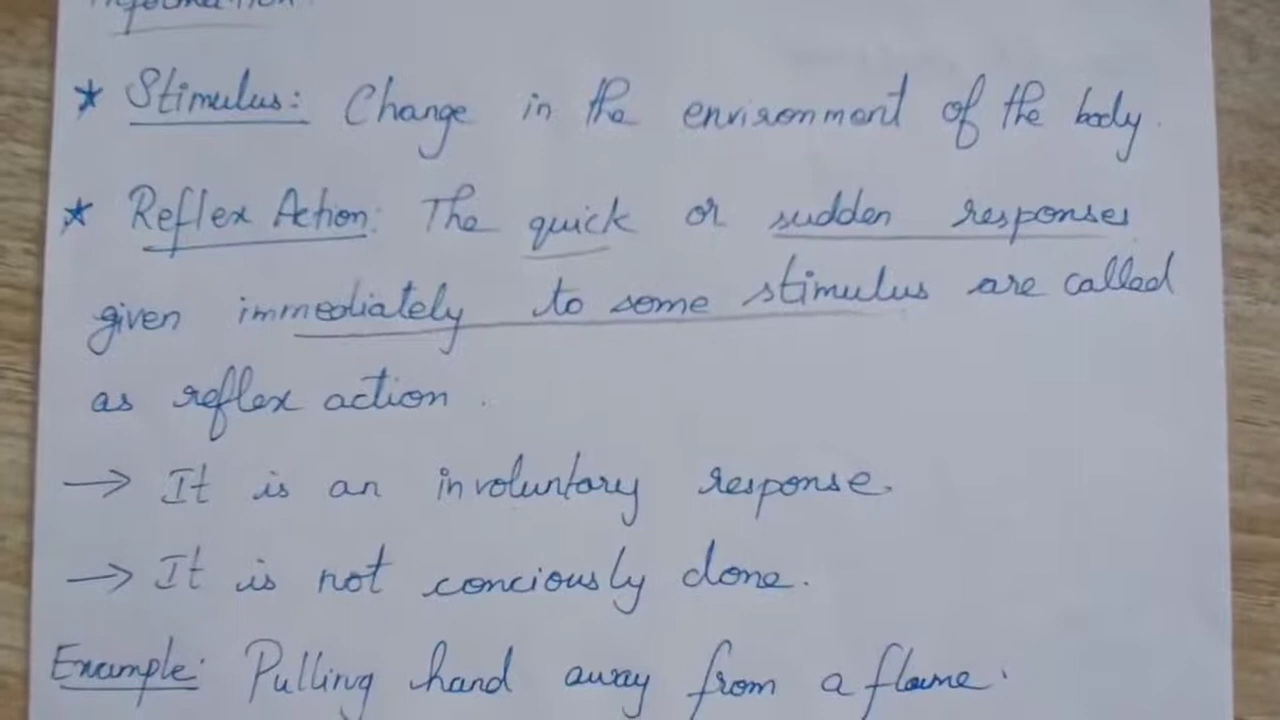 information.
★ Stimulus: Change in the environment of the body.
★ Reflex Action: The quick or sudden responses
given immediately to some stimulus are called
as reflex action.
→ It is an involuntary response.
→ It is not conciously done.
Example: Pulling hand away from a flame.